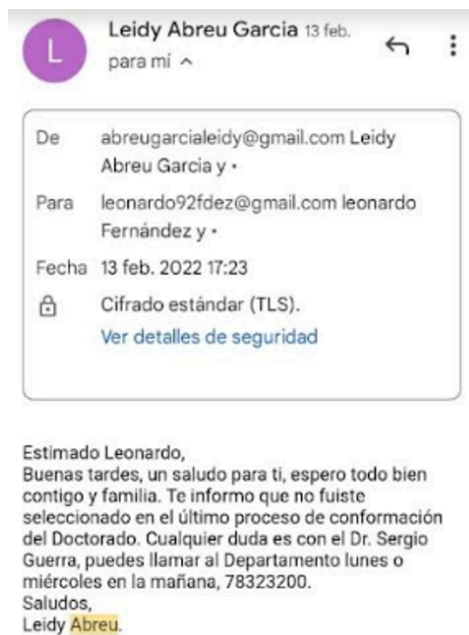 L
Leidy Abreu Garcia 13 feb.
para mí
De abreugarcialeidy@gmail.com Leidy
Abreu Garcia y •
Para leonardo92fdez@gmail.com leonardo
Fernández y •
Fecha 13 feb. 2022 17:23
Cifrado estándar (TLS).
Ver detalles de seguridad
Estimado Leonardo,
Buenas tardes, un saludo para ti, espero todo bien
contigo y familia. Te informo que no fuiste
seleccionado en el último proceso de conformación
del Doctorado. Cualquier duda es con el Dr. Sergio
Guerra, puedes llamar al Departamento lunes o
miércoles en la mañana, 78323200.
Saludos,
Leidy Abreu.